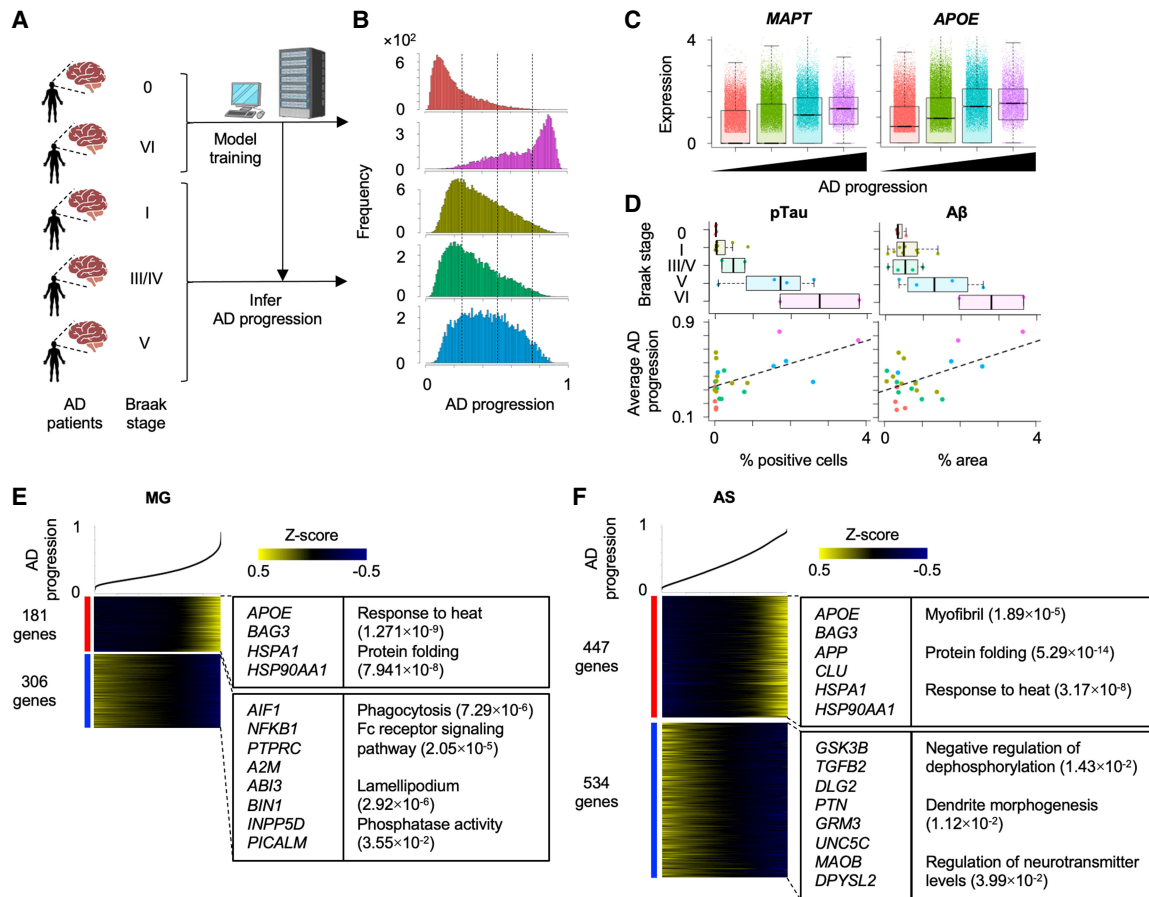 A
0
VI
I
III/IV
V
Model
training
Infer
AD progression
AD
patients
Braak
stage
B
×10²
6
0
3
0
6
0
2
0
2
0
Frequency
0
1
AD progression
C
MAPT
APOE
4
0
Expression
AD progression
D
pTau
Aβ
Braak stage
0
I
III/V
V
VI
0.9
0.1
Average AD
progression
0
4
0
4
% positive cells
% area
E
MG
1
0
AD
progression
Z-score
0.5
-0.5
181
genes
306
genes
APOE
BAG3
HSPA1
HSP90AA1
Response to heat
(1.271×10⁻⁹)
Protein folding
(7.941×10⁻⁸)
AIF1
NFKB1
PTPRC
A2M
ABI3
BIN1
INPP5D
PICALM
Phagocytosis (7.29×10⁻⁶)
Fc receptor signaling
pathway (2.05×10⁻⁵)
Lamellipodium
(2.92×10⁻⁶)
Phosphatase activity
(3.55×10⁻²)
F
AS
1
0
AD
progression
Z-score
0.5
-0.5
447
genes
534
genes
APOE
BAG3
APP
CLU
HSPA1
HSP90AA1
Myofibril (1.89×10⁻⁵)
Protein folding (5.29×10⁻¹⁴)
Response to heat (3.17×10⁻⁸)
GSK3B
TGFB2
DLG2
PTN
GRM3
UNC5C
MAOB
DPYSL2
Negative regulation of
dephosphorylation (1.43×10⁻²)
Dendrite morphogenesis
(1.12×10⁻²)
Regulation of neurotransmitter
levels (3.99×10⁻²)